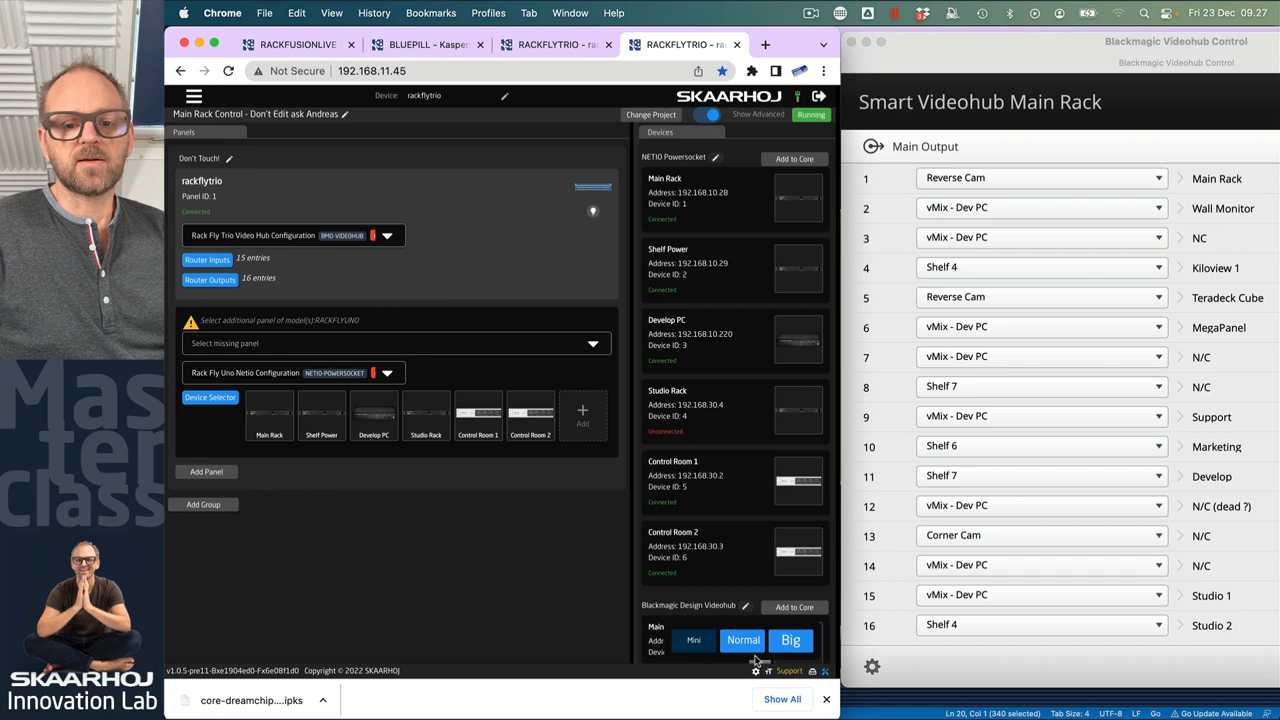 Chrome File Edit View History Bookmarks Profiles Tab Window Help
Fri 23 Dec 09.27
RACKFUSIONLIVE
BLUEPILL - Kasper
RACKFLYTRIO - rac
RACKFLYTRIO - rac
Not Secure 192.168.11.45
Device: rackflytrio
SKAARHOJ
Main Rack Control - Don't Edit ask Andreas
Change Project
Show Advanced
Running
Panels
Don't Touch!
rackflytrio
Panel ID: 1
Connected
Rack Fly Trio Video Hub Configuration BMD-VIDEOHUB
Router Inputs 15 entries
Router Outputs 16 entries
Select additional panel of model(s):RACKFLYUNO
Select missing panel
Rack Fly Uno Netio Configuration NETIO-POWERSOCKET
Device Selector
Main Rack
Shelf Power
Develop PC
Studio Rack
Control Room 1
Control Room 2
Add
Add Panel
Add Group
Devices
NETIO Powersocket
Add to Core
Main Rack
Address: 192.168.10.28
Device ID: 1
Connected
Shelf Power
Address: 192.168.10.29
Device ID: 2
Connected
Develop PC
Address: 192.168.10.220
Device ID: 3
Connected
Studio Rack
Address: 192.168.30.4
Device ID: 4
Unconnected
Control Room 1
Address: 192.168.30.2
Device ID: 5
Connected
Control Room 2
Address: 192.168.30.3
Device ID: 6
Connected
Blackmagic Design Videohub
Add to Core
Main
Addr
Devic
Mini
Normal
Big
v1.0.5-pre11-Bxe1904ed0-Fx6e08f1d0 Copyright © 2022 SKAARHOJ
Support
core-dreamchip....ipks
Show All
Blackmagic Videohub Control
Blackmagic Videohub Control
Smart Videohub Main Rack
Main Output
1 Reverse Cam Main Rack
2 vMix - Dev PC Wall Monitor
3 vMix - Dev PC NC
4 Shelf 4 Kiloview 1
5 Reverse Cam Teradeck Cube
6 vMix - Dev PC MegaPanel
7 vMix - Dev PC N/C
8 Shelf 7 N/C
9 vMix - Dev PC Support
10 Shelf 6 Marketing
11 Shelf 7 Develop
12 vMix - Dev PC N/C (dead ?)
13 Corner Cam N/C
14 vMix - Dev PC N/C
15 vMix - Dev PC Studio 1
16 Shelf 4 Studio 2
Ln 20, Col 1 (340 selected) Tab Size: 4 UTF-8 LF Go Go Update Available
Mas
ter
Class
SKAARHOJ
Innovation Lab